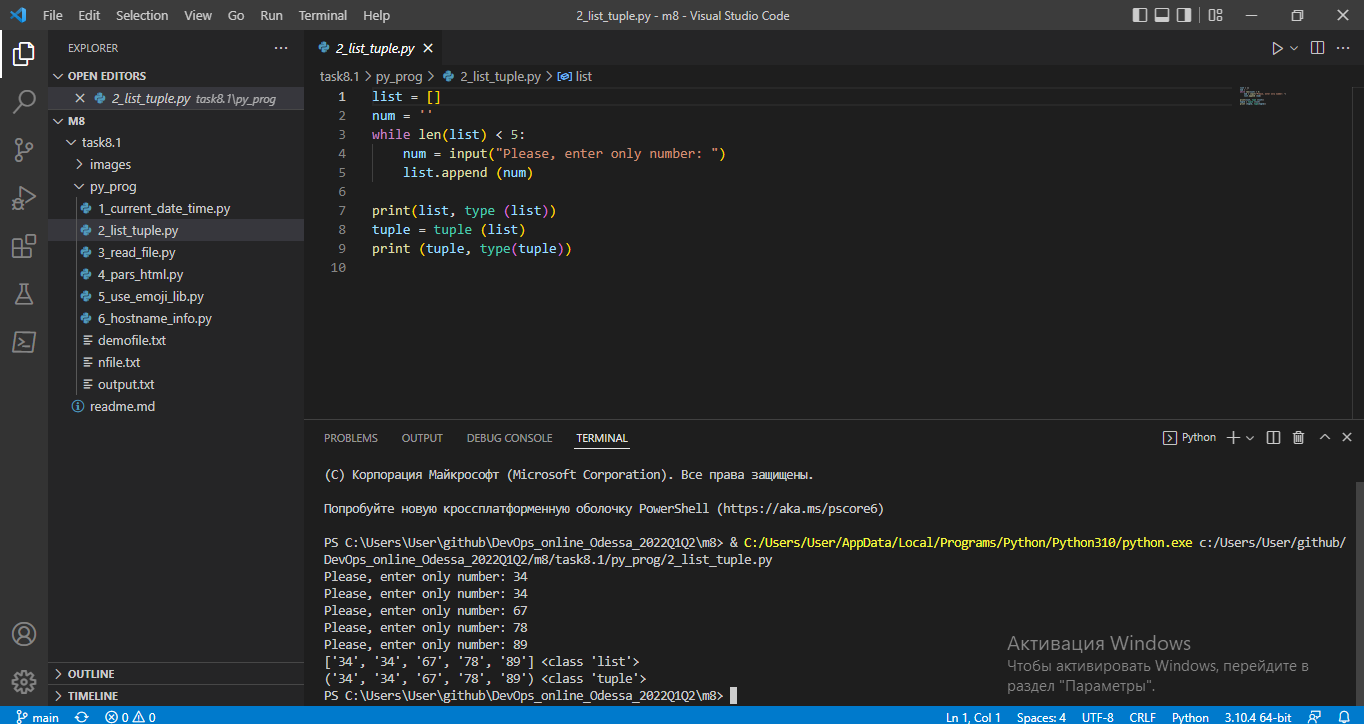 File Edit Selection View Go Run Terminal Help 2_list_tuple.py - m8 - Visual Studio Code
EXPLORER ...
OPEN EDITORS
2_list_tuple.py task8.1\py_prog
M8
task8.1
images
py_prog
1_current_date_time.py
2_list_tuple.py
3_read_file.py
4_pars_html.py
5_use_emoji_lib.py
6_hostname_info.py
demofile.txt
nfile.txt
output.txt
readme.md
OUTLINE
TIMELINE
2_list_tuple.py
task8.1 > py_prog > 2_list_tuple.py > list
1 list = []
2 num = ''
3 while len(list) < 5:
4     num = input("Please, enter only number: ")
5     list.append (num)
6
7 print(list, type (list))
8 tuple = tuple (list)
9 print (tuple, type(tuple))
10
PROBLEMS OUTPUT DEBUG CONSOLE TERMINAL Python
(C) Корпорация Майкрософт (Microsoft Corporation). Все права защищены.
Попробуйте новую кроссплатформенную оболочку PowerShell (https://aka.ms/pscore6)
PS C:\Users\User\github\DevOps_online_Odessa_2022Q1Q2\m8> & C:/Users/User/AppData/Local/Programs/Python/Python310/python.exe c:/Users/User/github/
DevOps_online_Odessa_2022Q1Q2/m8/task8.1/py_prog/2_list_tuple.py
Please, enter only number: 34
Please, enter only number: 34
Please, enter only number: 67
Please, enter only number: 78
Please, enter only number: 89
['34', '34', '67', '78', '89'] <class 'list'>
('34', '34', '67', '78', '89') <class 'tuple'>
PS C:\Users\User\github\DevOps_online_Odessa_2022Q1Q2\m8>
Активация Windows
Чтобы активировать Windows, перейдите в
раздел "Параметры".
main 0 0 Ln 1, Col 1 Spaces: 4 UTF-8 CRLF Python 3.10.4 64-bit